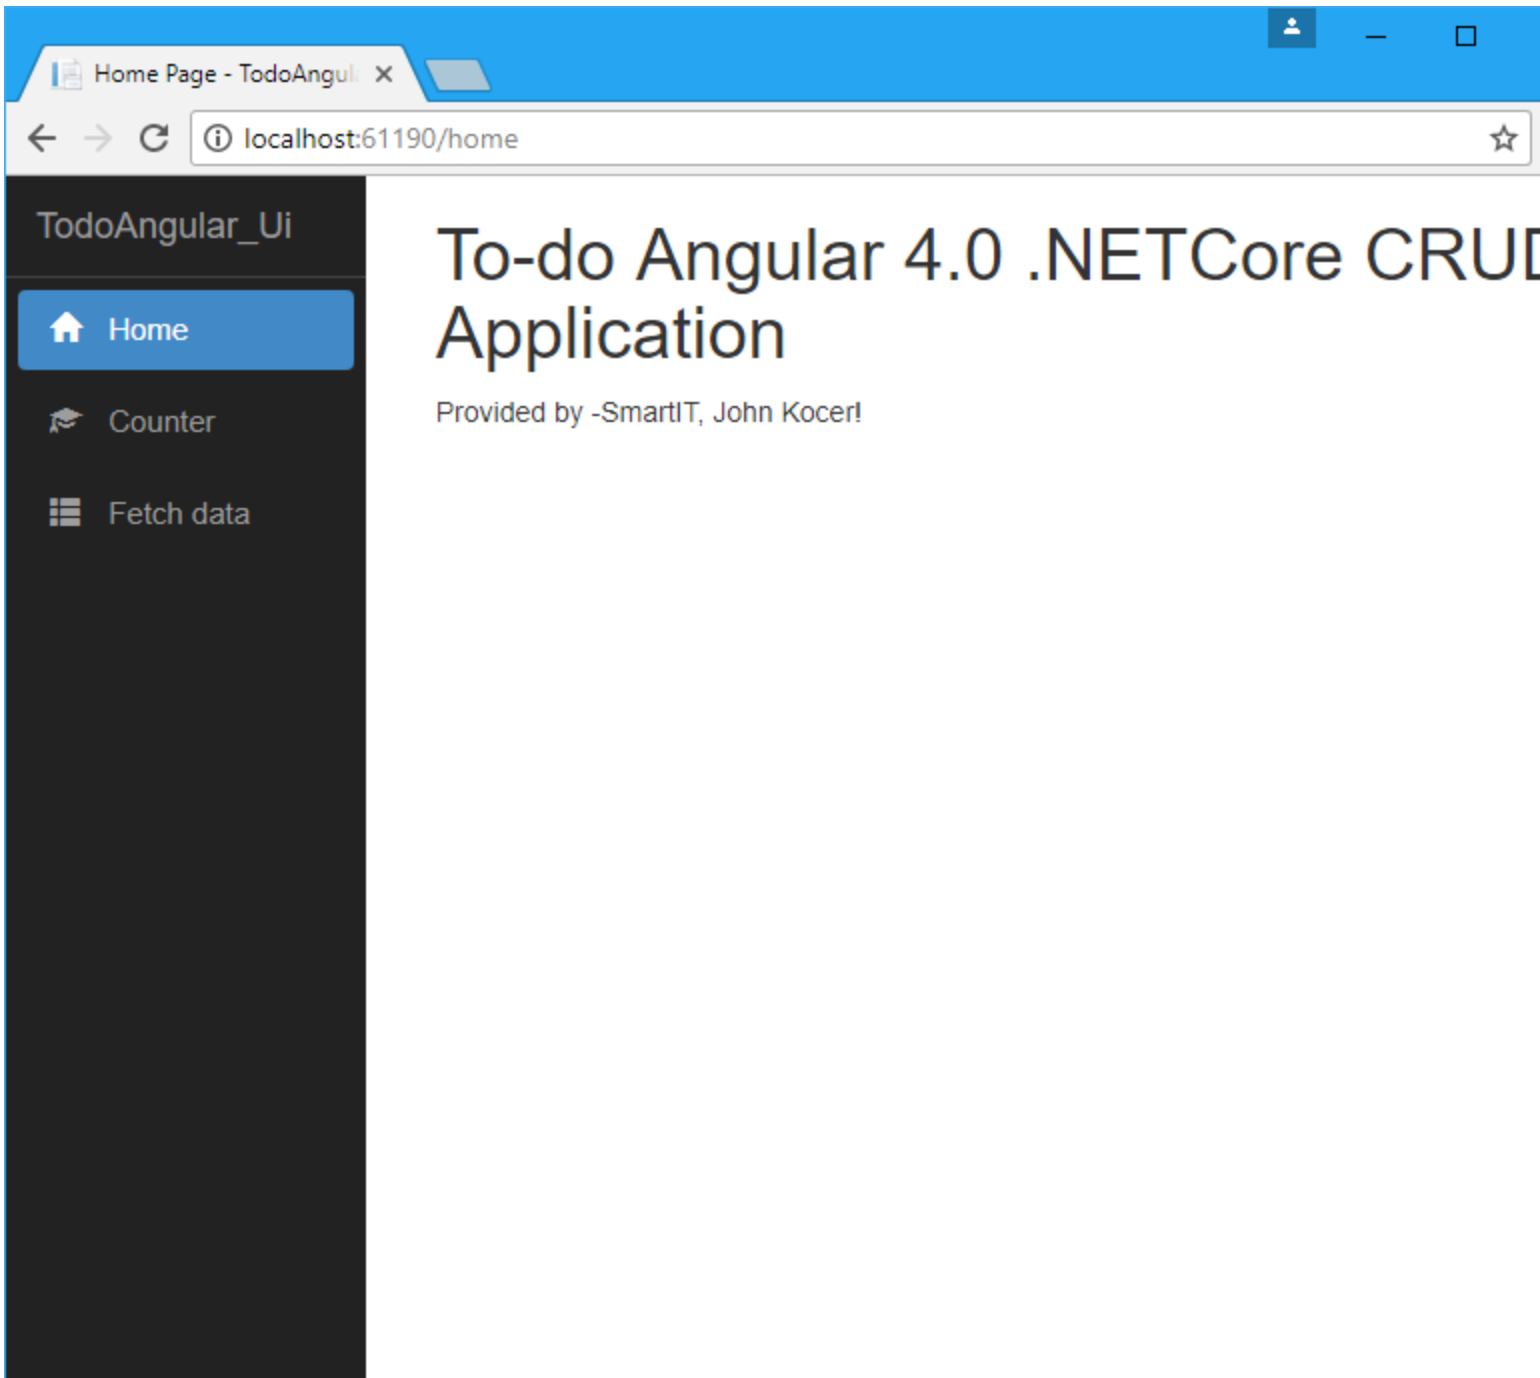 Home Page - TodoAngul
localhost:61190/home
TodoAngular_Ui
Home
Counter
Fetch data
To-do Angular 4.0 .NETCore CRUD
Application
Provided by -SmartIT, John Kocer!